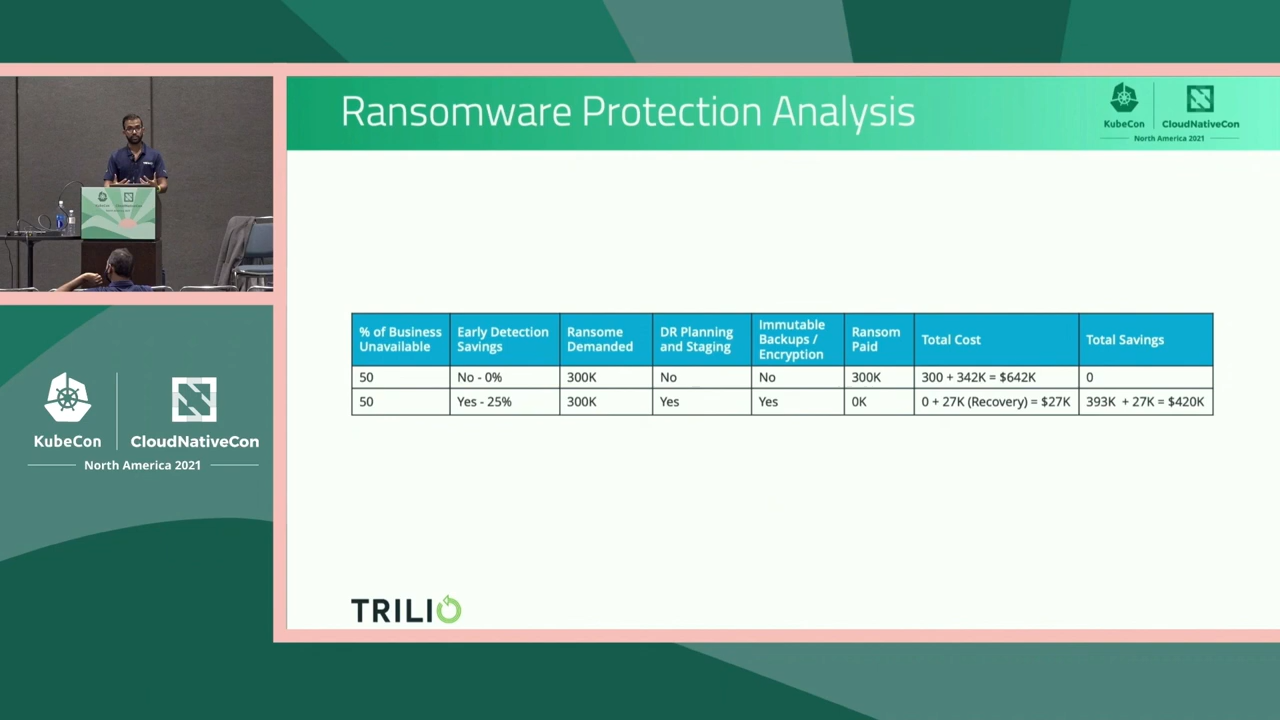 Ransomware Protection Analysis
KubeCon
CloudNativeCon
North America 2021
% of Business
Unavailable
Early Detection
Savings
Ransome
Demanded
DR Planning
and Staging
Immutable
Backups /
Encryption
Ransom
Paid
Total Cost
Total Savings
50
No - 0%
300K
No
No
300K
300 + 342K = $642K
0
50
Yes - 25%
300K
Yes
Yes
0K
0 + 27K (Recovery) = $27K
393K + 27K = $420K
TRILIO
KubeCon
CloudNativeCon
North America 2021